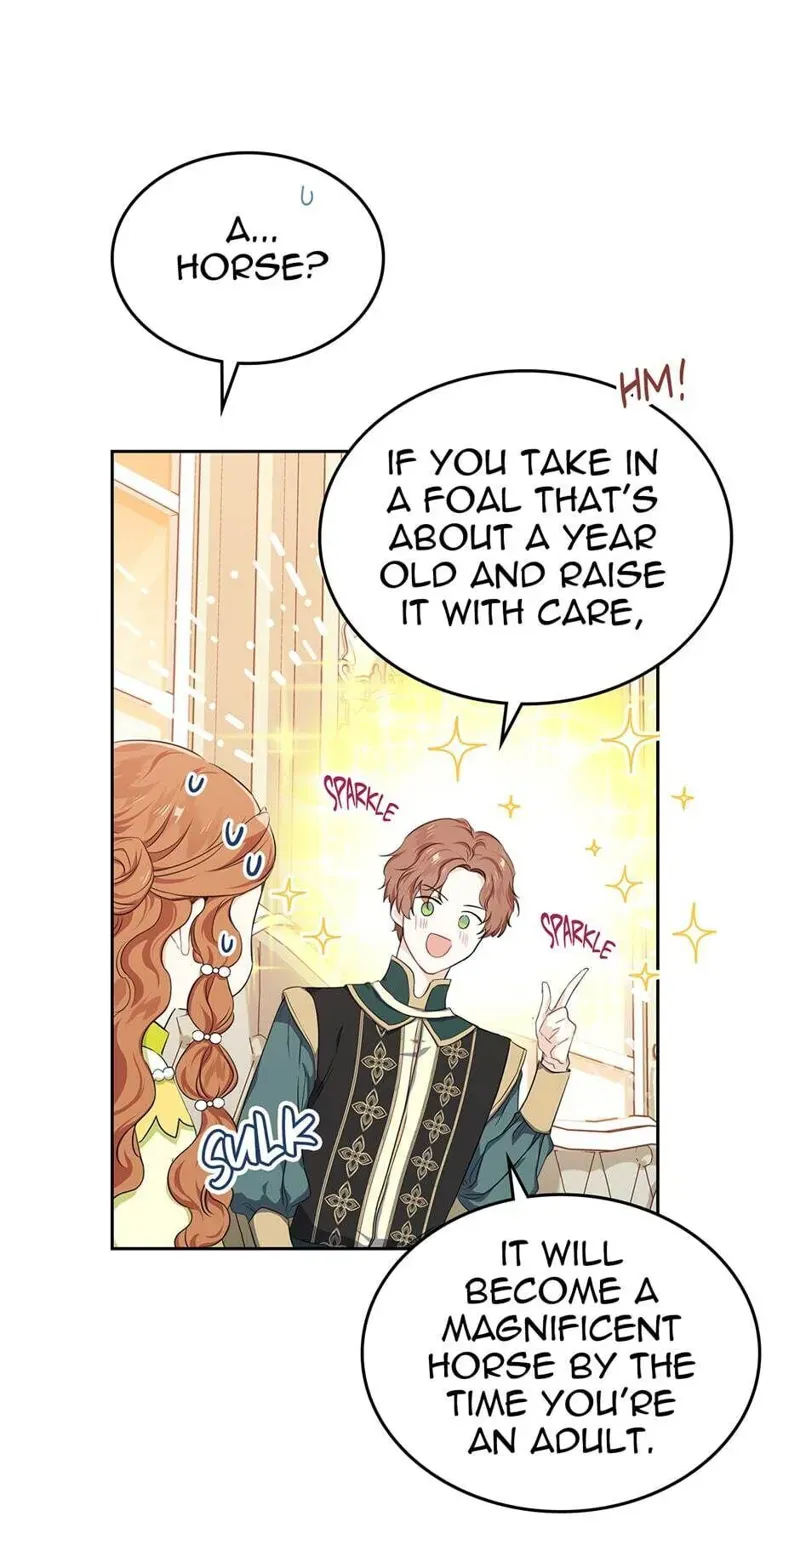 A...
HORSE?
HM!
IF YOU TAKE IN
A FOAL THAT'S
ABOUT A YEAR
OLD AND RAISE
IT WITH CARE,
SPARKLE
SPARKLE
SULK
IT WILL
BECOME A
MAGNIFICENT
HORSE BY THE
TIME YOU'RE
AN ADULT.